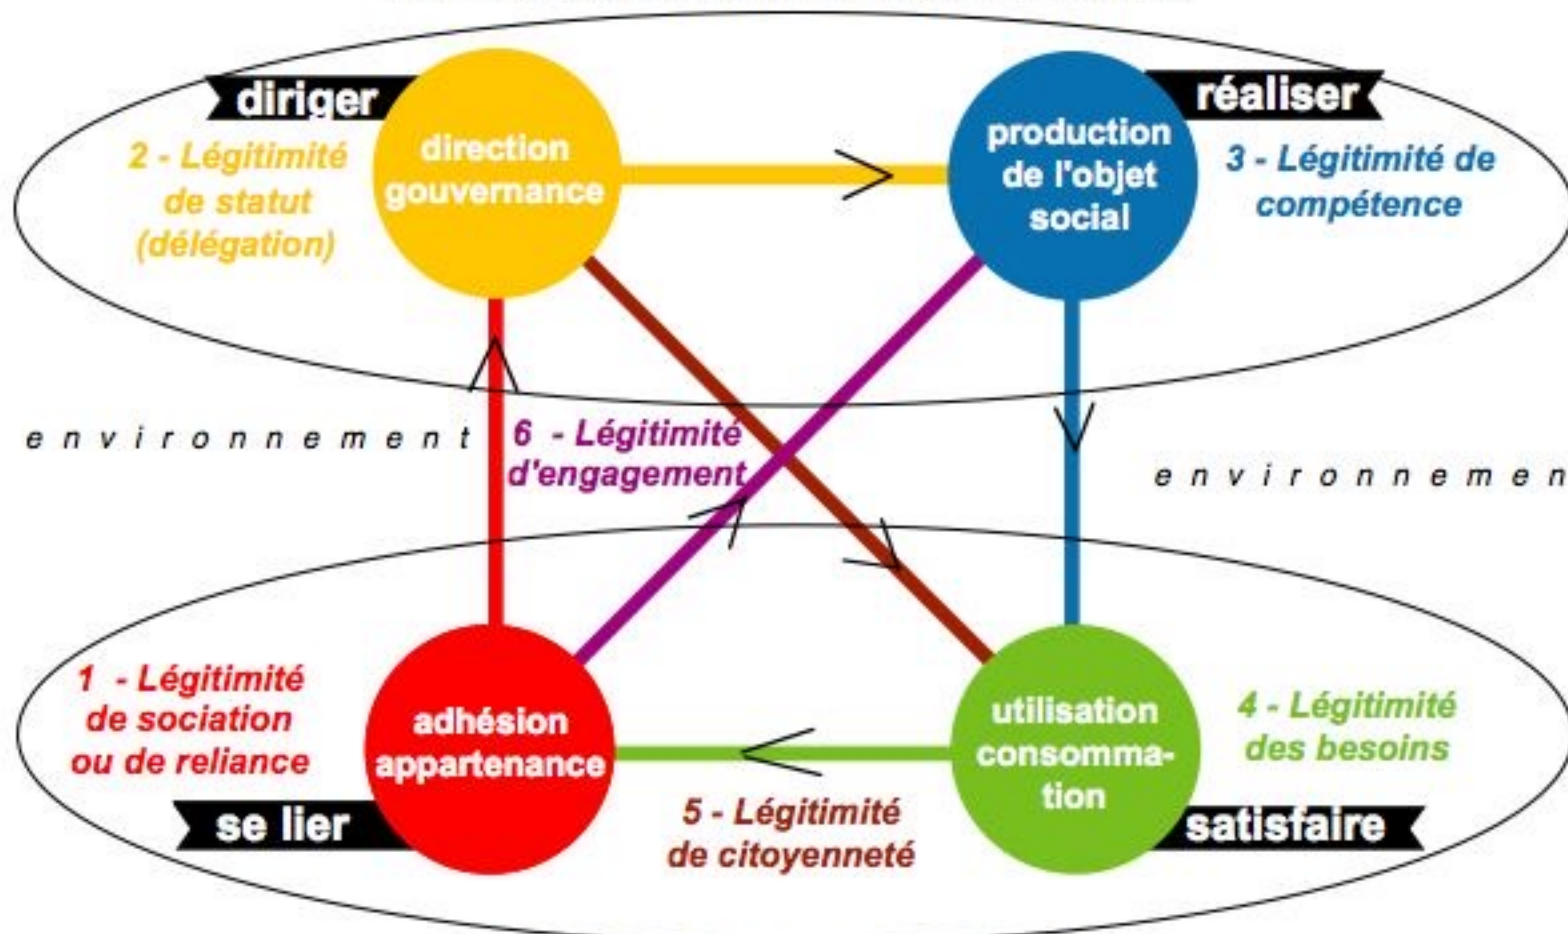 diriger
réaliser
direction
gouvernance
production
de l'objet
social
2 - Légitimité
de statut
(délégation)
3 - Légitimité de
compétence
e n v i r o n n e m e n t
6 - Légitimité
d'engagement
e n v i r o n n e m e n
1 - Légitimité
de sociation
ou de reliance
adhésion
appartenance
utilisation
consomma-
tion
4 - Légitimité
des besoins
se lier
5 - Légitimité
de citoyenneté
satisfaire